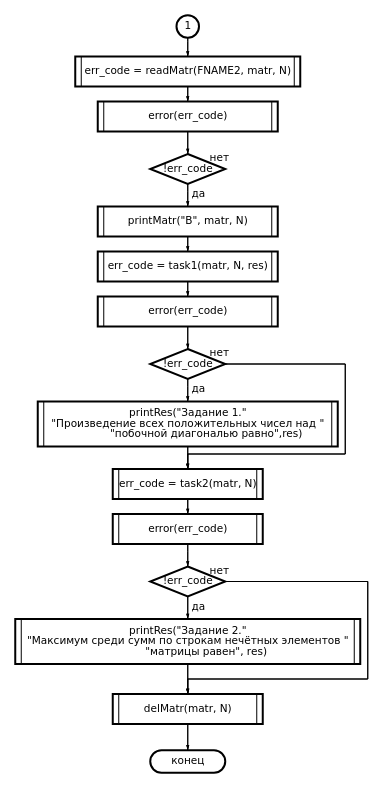 1
err_code = readMatr(FNAME2, matr, N)
error(err_code)
нет
!err_code
да
printMatr("B", matr, N)
err_code = task1(matr, N, res)
error(err_code)
нет
!err_code
да
printRes("Задание 1."
"Произведение всех положительных чисел над "
"побочной диагональю равно",res)
err_code = task2(matr, N)
error(err_code)
нет
!err_code
да
printRes("Задание 2."
"Максимум среди сумм по строкам нечётных элементов "
"матрицы равен", res)
delMatr(matr, N)
конец